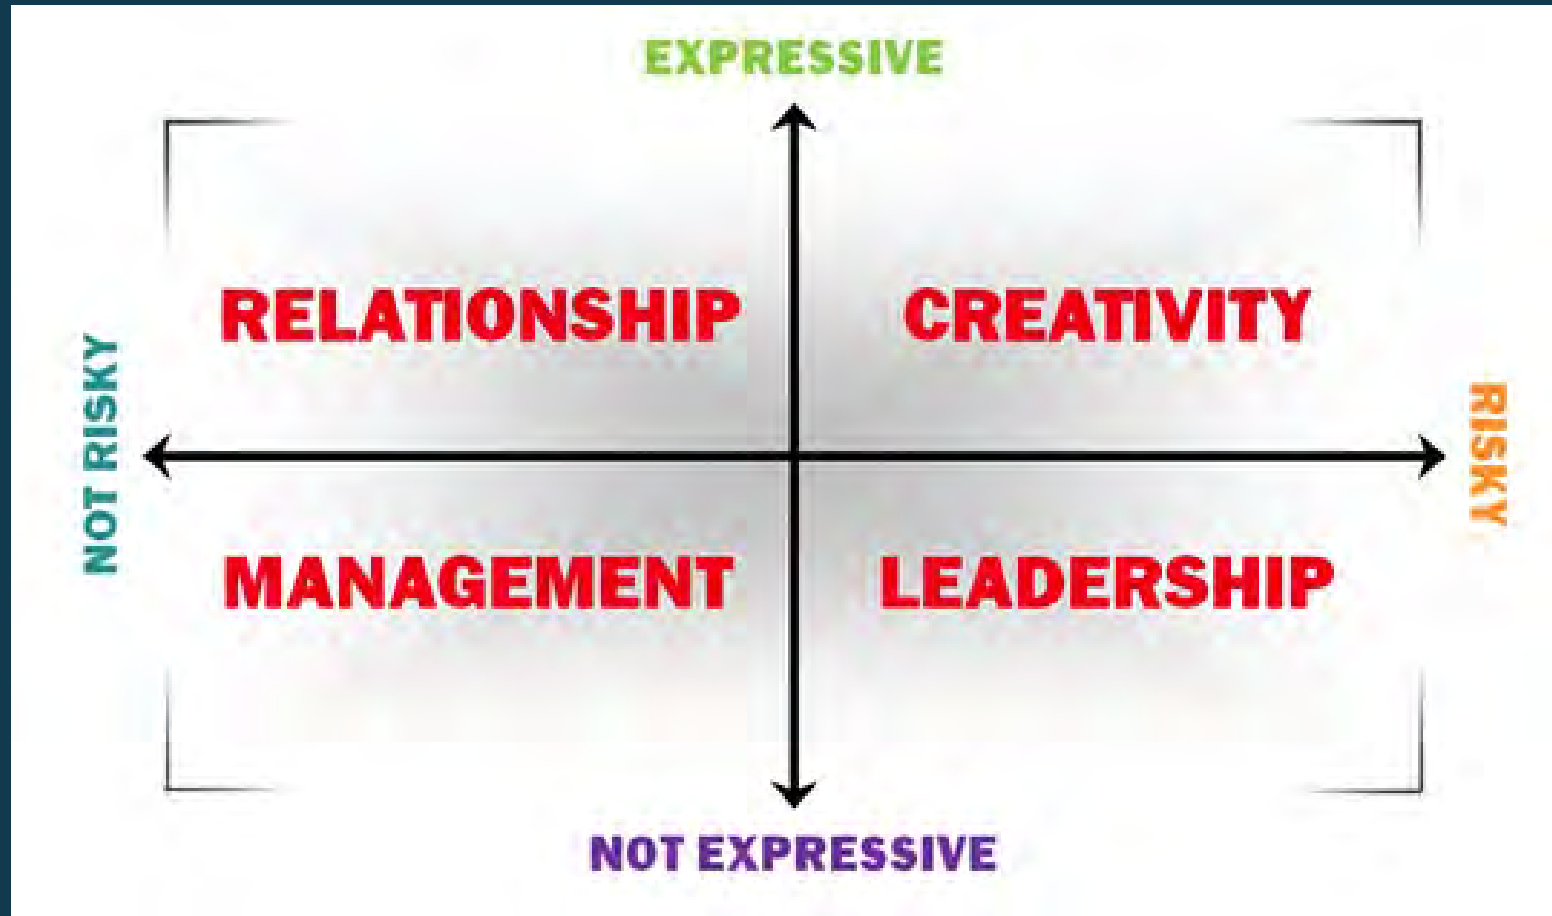 EXPRESSIVE
RELATIONSHIP
CREATIVITY
NOT RISKY
RISKY
MANAGEMENT
LEADERSHIP
NOT EXPRESSIVE